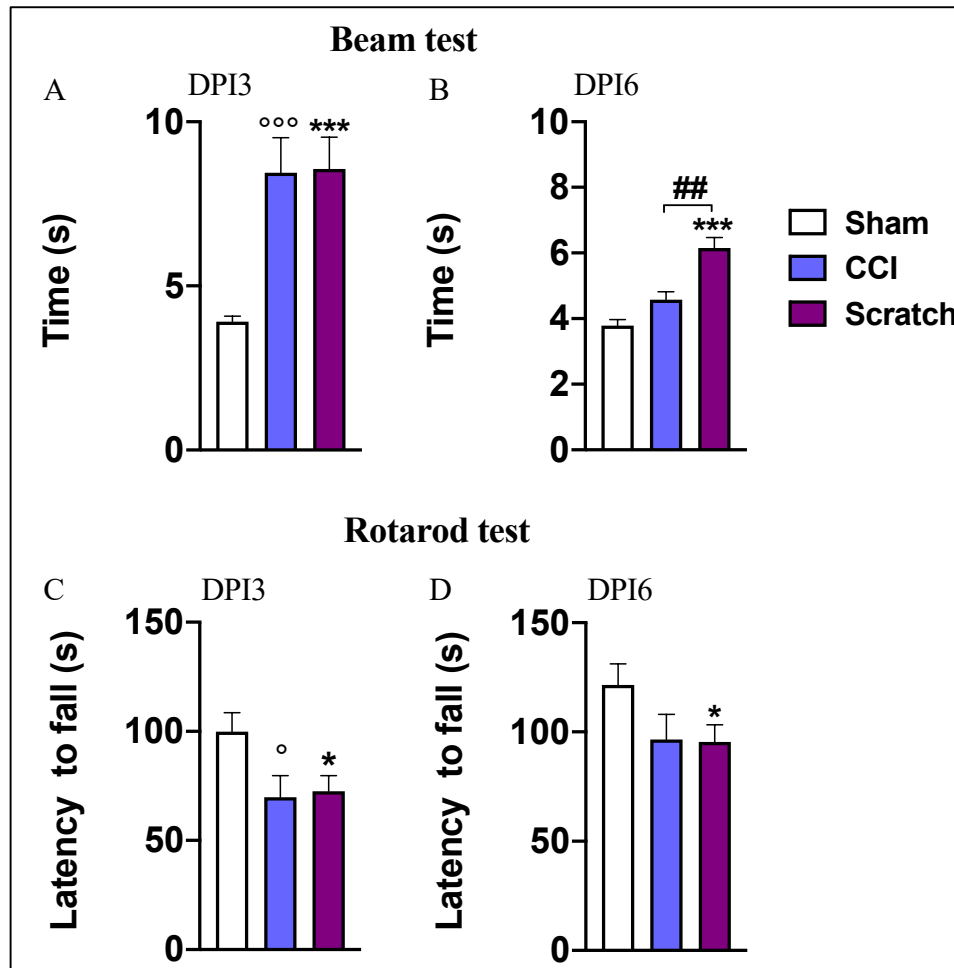 Beam test
A DPI3
B DPI6
°°° ***
## 
***
10
5
0
Time (s)
10
8
6
4
2
0
Time (s)
Sham
CCI
Scratch
Rotarod test
C DPI3
D DPI6
° *
*
150
100
50
0
Latency to fall (s)
150
100
50
0
Latency to fall (s)